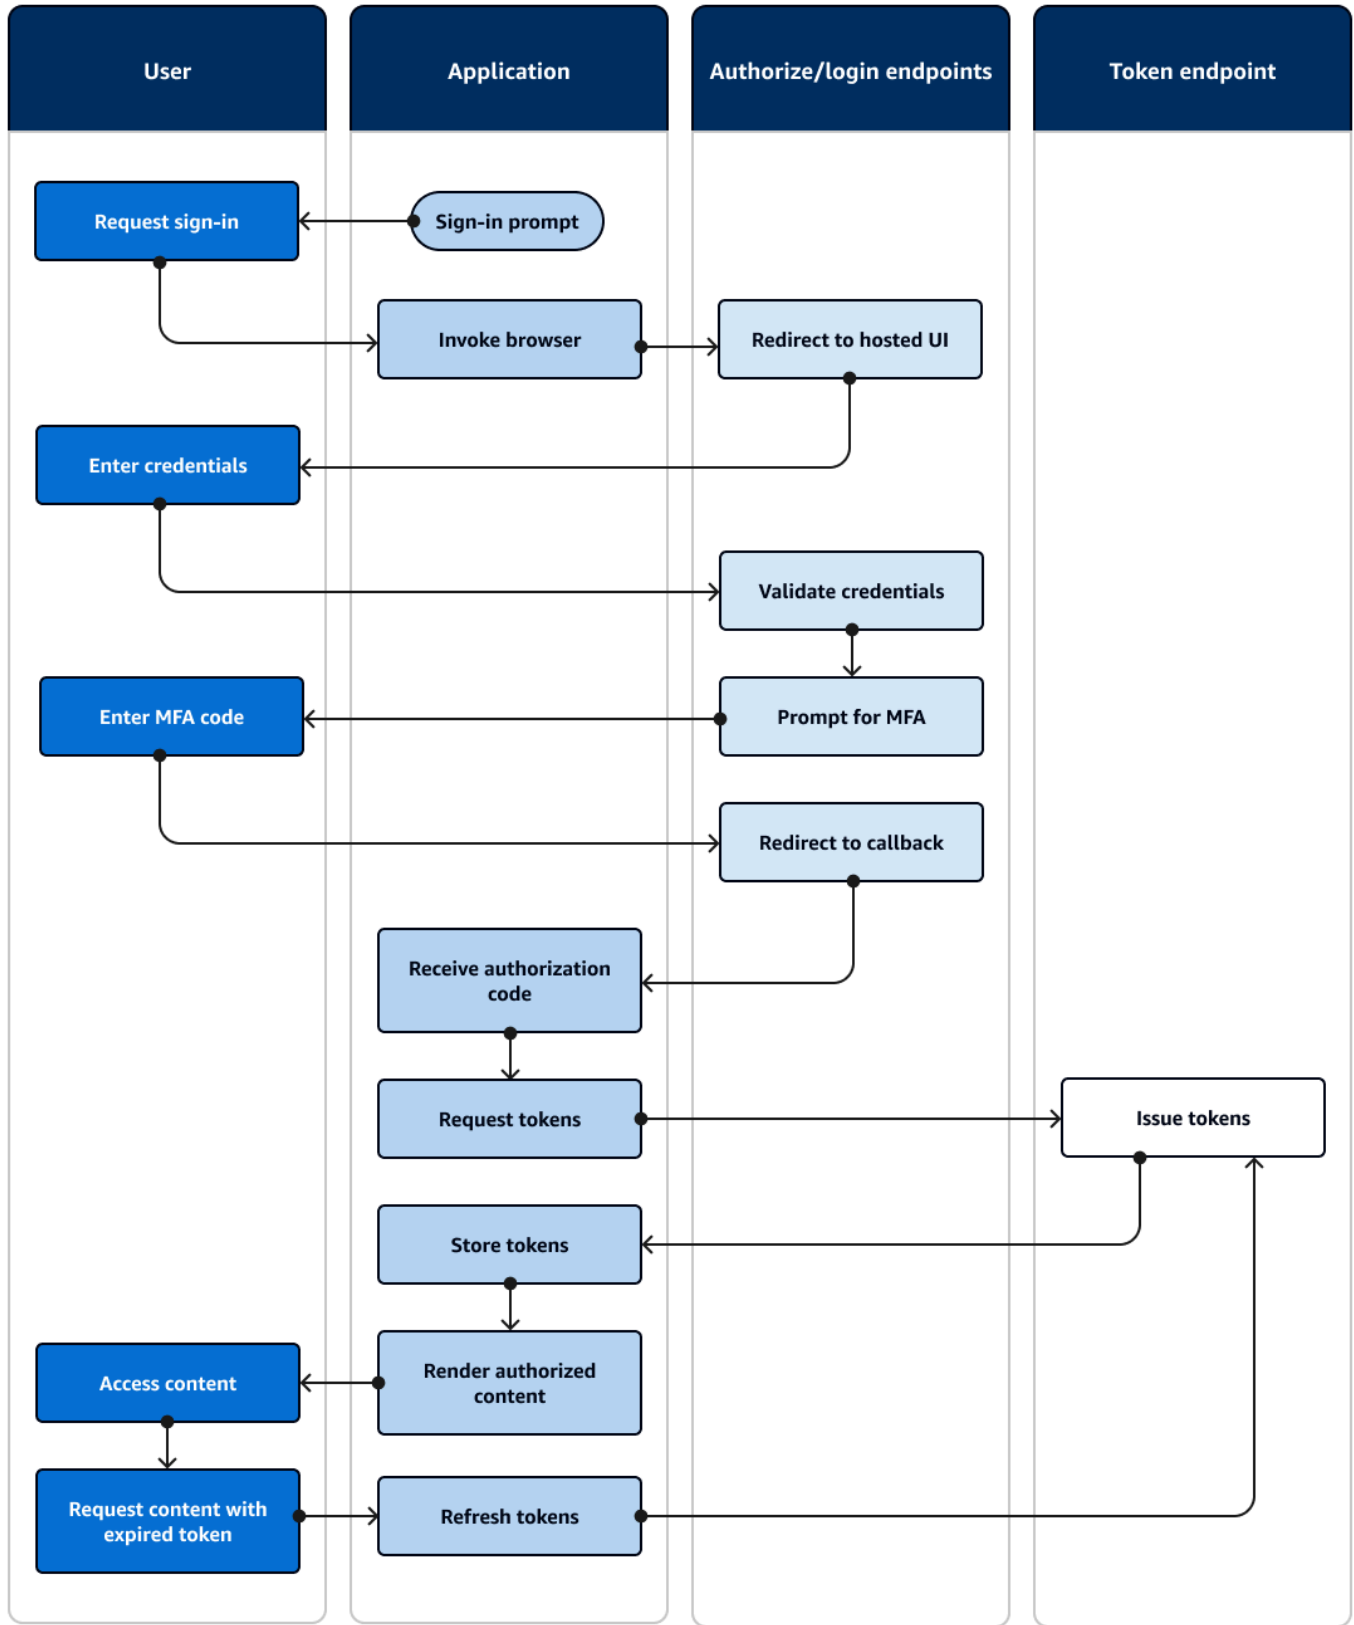 User
Application
Authorize/login endpoints
Token endpoint
Request sign-in
Sign-in prompt
Invoke browser
Redirect to hosted UI
Enter credentials
Validate credentials
Enter MFA code
Prompt for MFA
Redirect to callback
Receive authorization
code
Request tokens
Issue tokens
Store tokens
Render authorized
content
Access content
Request content with
expired token
Refresh tokens